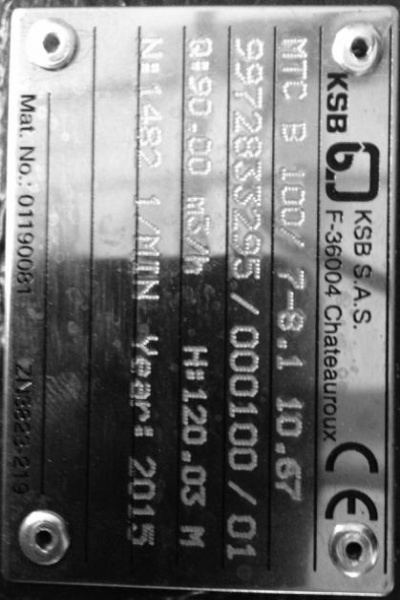 KSB KSB S.A.S.
F-36004 Chateauroux CE
MTC B 100/ 7-8.1 10.67
9972833295/000100/01
Q:90.00 m3/h H:120.03 M
N:1482 1/MIN Year: 2015
Mat. No.: 01190081 ZN3823-219